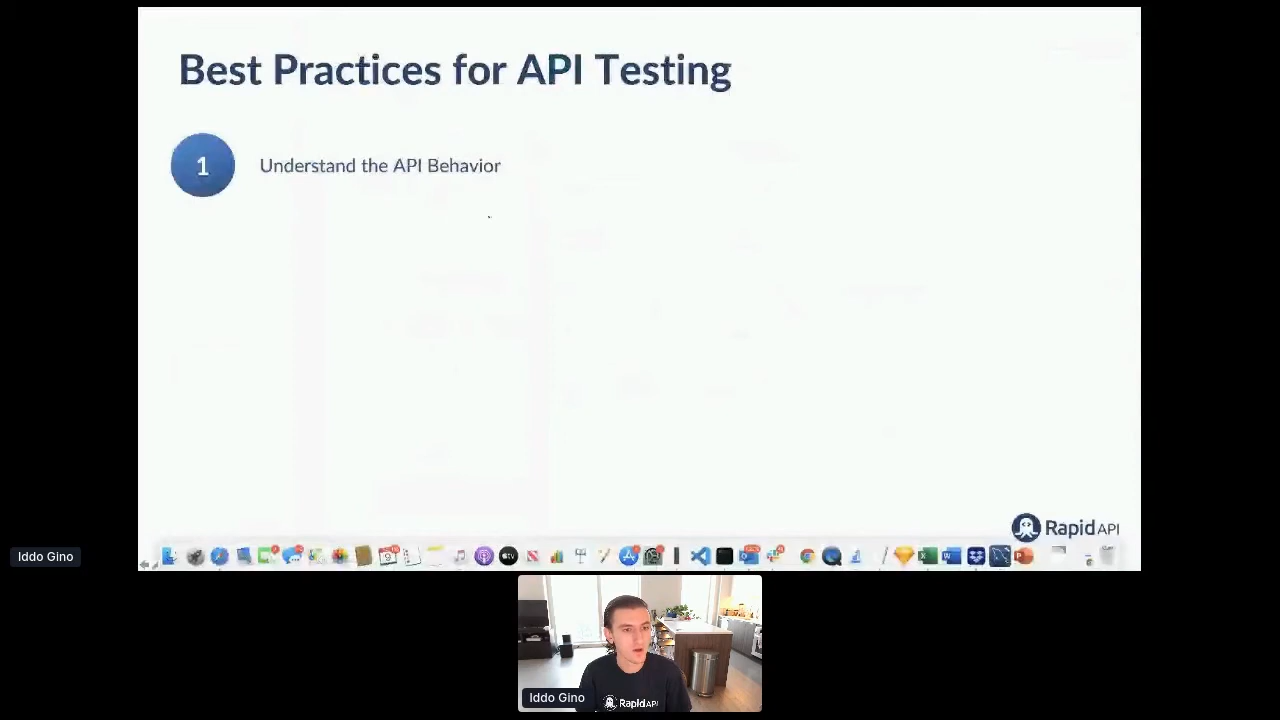 Best Practices for API Testing
1
Understand the API Behavior
RapidAPI
Iddo Gino
Iddo Gino
RapidAPI